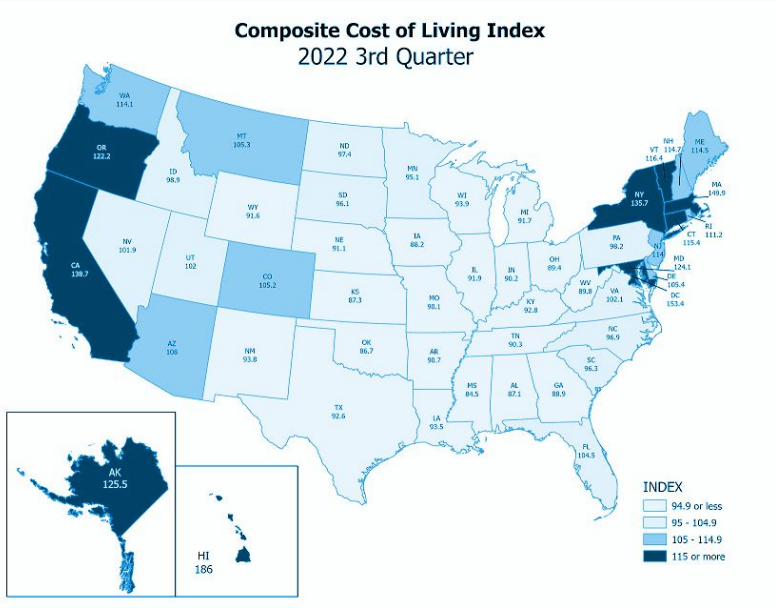 Composite Cost of Living Index
2022 3rd Quarter
WA
114.1
OR
122.2
CA
138.7
NV
101.9
ID
98.9
MT
105.3
WY
91.6
UT
102
CO
105.2
AZ
108
NM
93.8
ND
97.4
SD
96.1
NE
91.1
KS
87.3
OK
86.7
TX
92.6
MN
95.1
IA
88.2
MO
90.1
AR
90.7
LA
93.5
WI
93.9
IL
91.9
MI
91.7
IN
90.2
OH
89.4
KY
92.8
TN
90.3
MS
84.5
AL
87.1
GA
88.9
FL
104.5
SC
96.3
NC
96.9
VA
102.1
WV
89.8
PA
98.2
NY
135.7
VT
116.4
NH
114.7
ME
114.5
MA
149.9
RI
111.2
CT
115.4
NJ
114
MD
124.1
DE
105.4
DC
153.4
AK
125.5
HI
186
INDEX
94.9 or less
95 - 104.9
105 - 114.9
115 or more